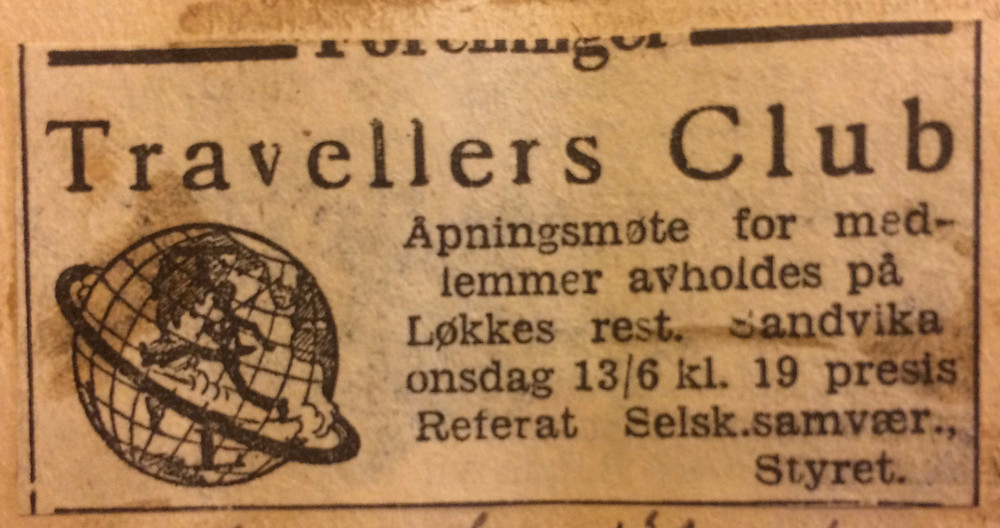 Foreninger
Travellers Club
Åpningsmøte for med-
lemmer avholdes på
Løkkes rest. Sandvika
onsdag 13/6 kl. 19 presis
Referat Selsk.samvær.,
Styret.